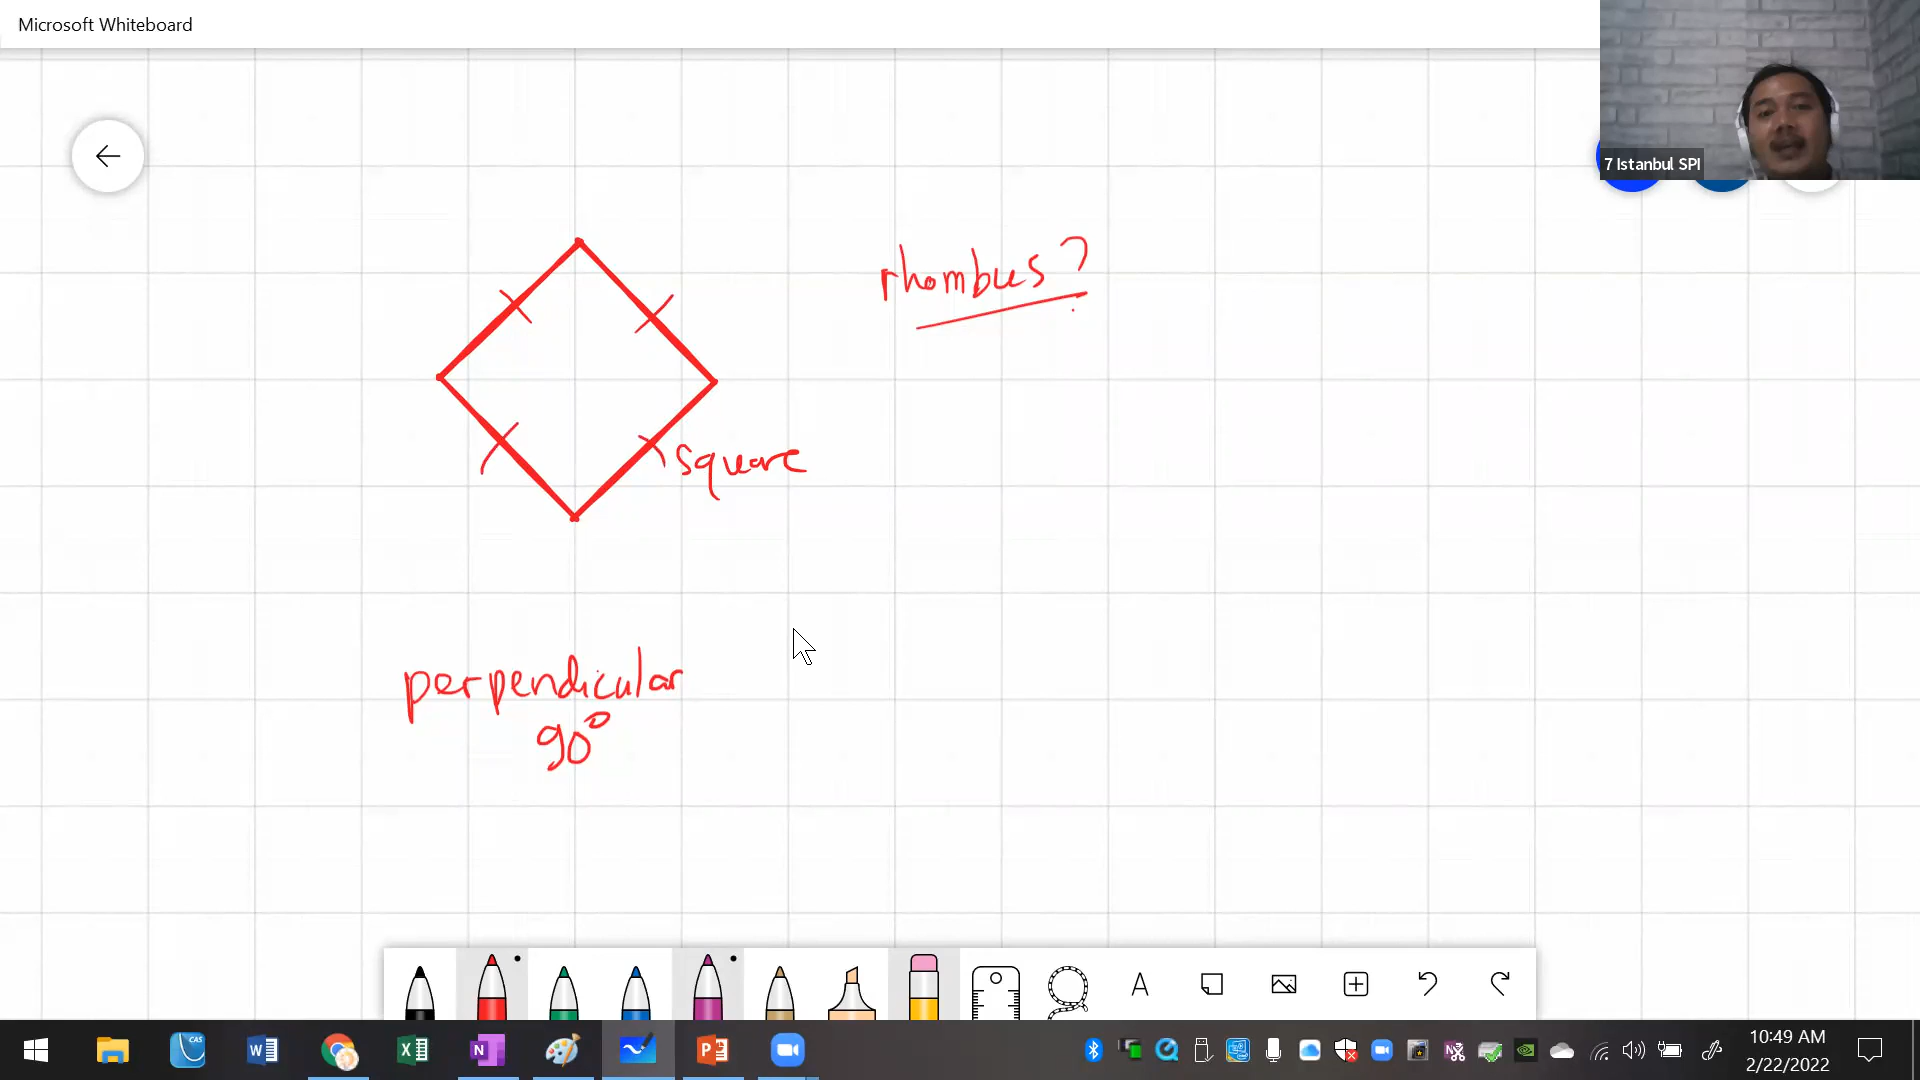 Microsoft Whiteboard
7 Istanbul SPI
rhombus?
square
perpendicular
90°
10:49 AM
2/22/2022